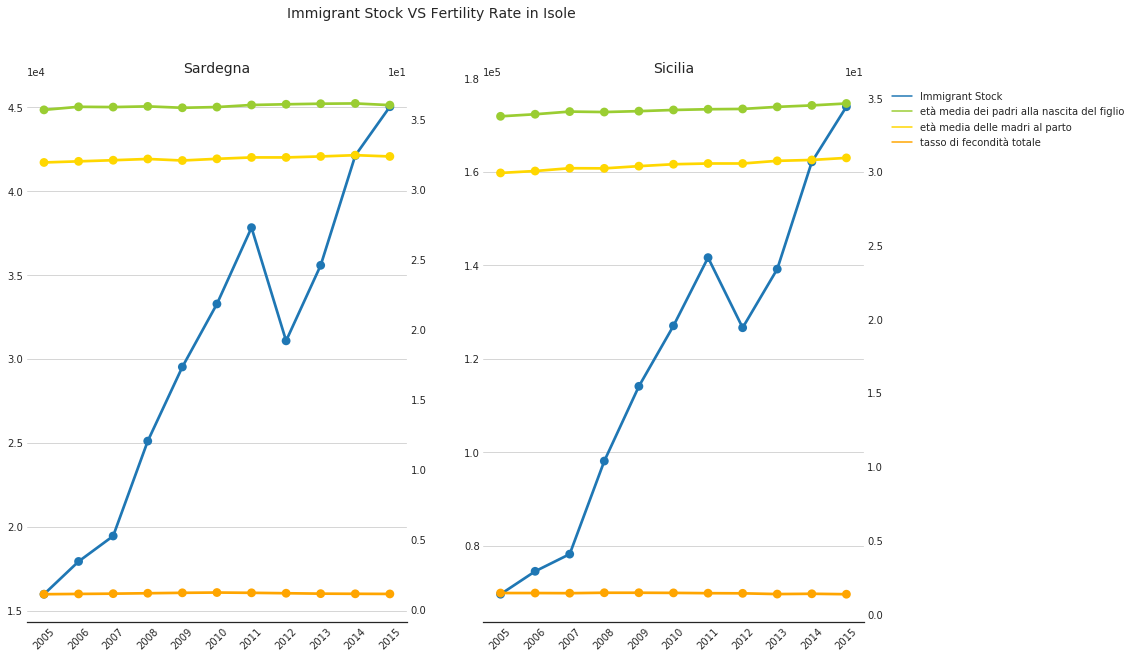 Immigrant Stock VS Fertility Rate in Isole
Sardegna
1e4
1e1
4.5
4.0
3.5
3.0
2.5
2.0
1.5
3.5
3.0
2.5
2.0
1.5
1.0
0.5
0.0
2005 2006 2007 2008 2009 2010 2011 2012 2013 2014 2015
Sicilia
1e5
1e1
1.8
1.6
1.4
1.2
1.0
0.8
3.5
3.0
2.5
2.0
1.5
1.0
0.5
0.0
2005 2006 2007 2008 2009 2010 2011 2012 2013 2014 2015
Immigrant Stock
età media dei padri alla nascita del figlio
età media delle madri al parto
tasso di fecondità totale